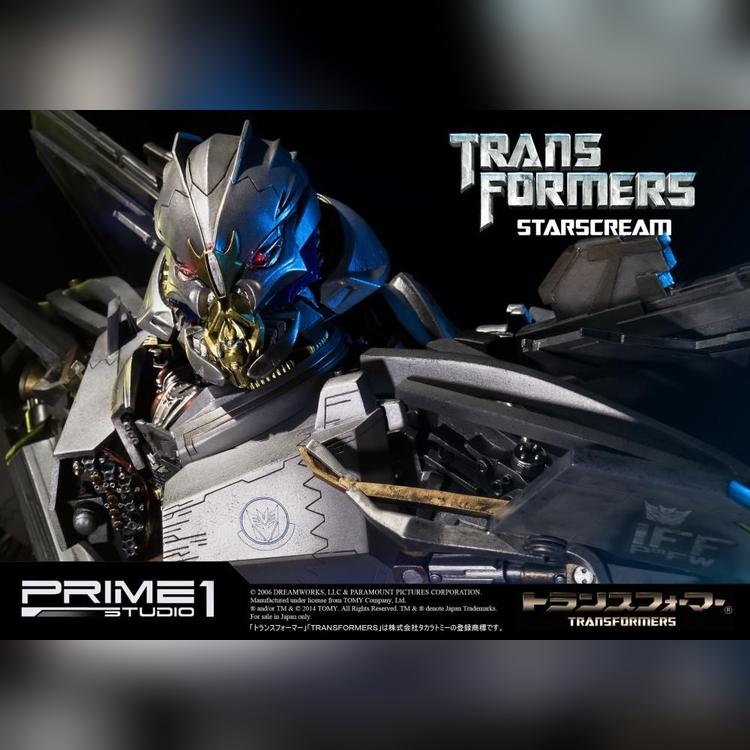 TRANS
FORMERS
STARSCREAM
IFF
PRIME 1
STUDIO
© 2006 DREAMWORKS, LLC & PARAMOUNT PICTURES CORPORATION.
Manufactured under license from TOMY Company, Ltd.
® and/or TM & © 2014 TOMY. All Rights Reserved. TM & ® denote Japan Trademarks.
For sale in Japan only.
「トランスフォーマー」「TRANSFORMERS」は株式会社タカラトミーの登録商標です。
トランスフォーマー®
TRANSFORMERS